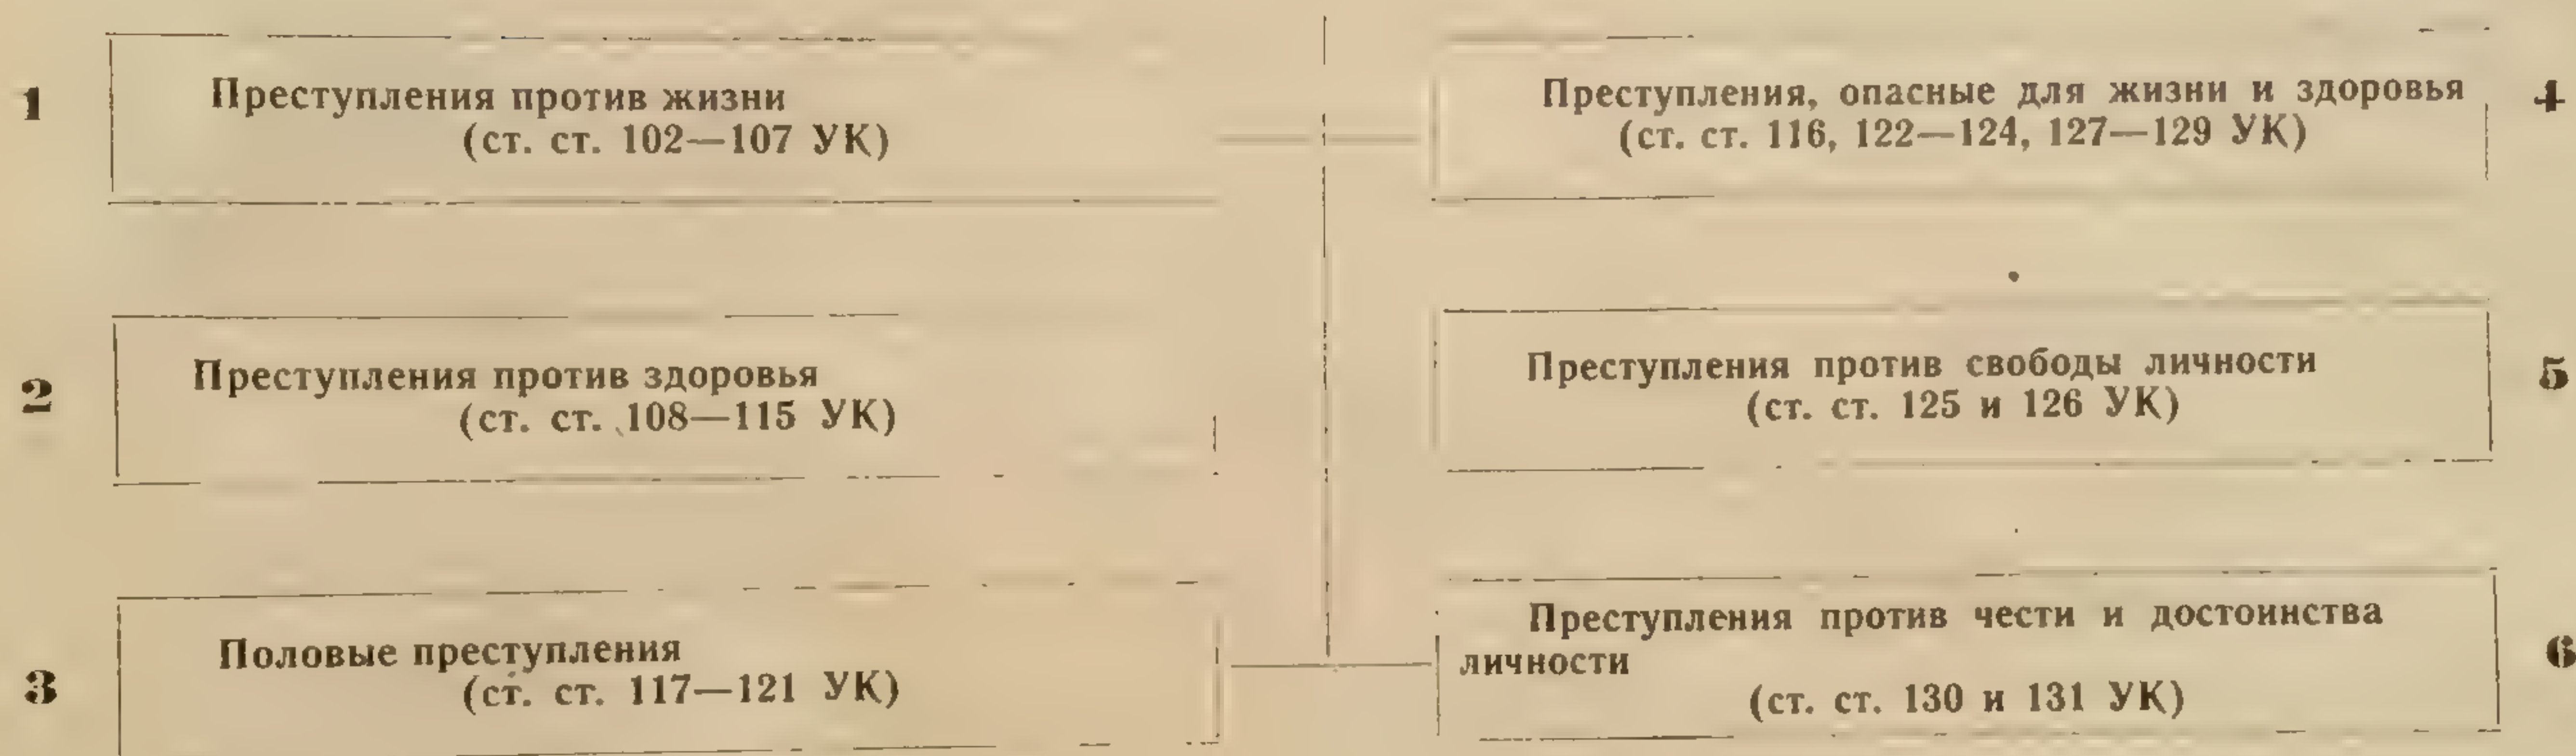 1
Преступления против жизни
(ст. ст. 102—107 УК)
2
Преступления против здоровья
(ст. ст. 108—115 УК)
3
Половые преступления
(ст. ст. 117—121 УК)
4
Преступления, опасные для жизни и здоровья
(ст. ст. 116, 122—124, 127—129 УК)
5
Преступления против свободы личности
(ст. ст. 125 и 126 УК)
6
Преступления против чести и достоинства
личности
(ст. ст. 130 и 131 УК)